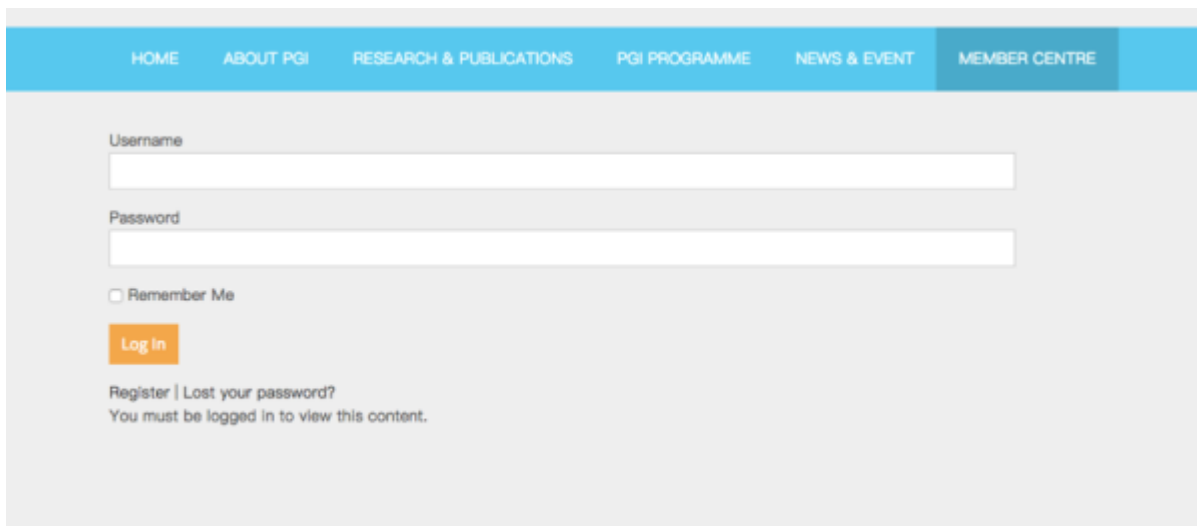 HOME ABOUT PGI RESEARCH & PUBLICATIONS PGI PROGRAMME NEWS & EVENT MEMBER CENTRE
Username
Password
Remember Me
Log In
Register | Lost your password?
You must be logged in to view this content.